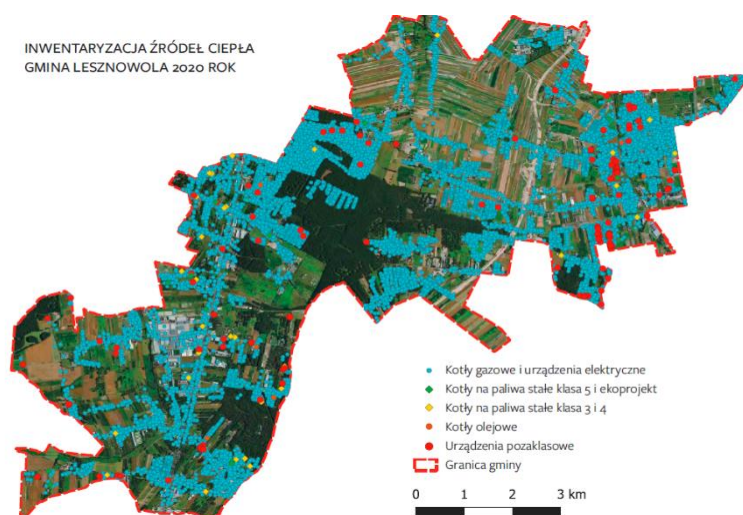 INWENTARYZACJA ŹRÓDEŁ CIEPŁA
GMINA LESZNOWOLA 2020 ROK
Kotły gazowe i urządzenia elektryczne
Kotły na paliwa stałe klasa 5 i ekoprojekt
Kotły na paliwa stałe klasa 3 i 4
Kotły olejowe
Urządzenia pozaklasowe
Granica gminy
0 1 2 3 km